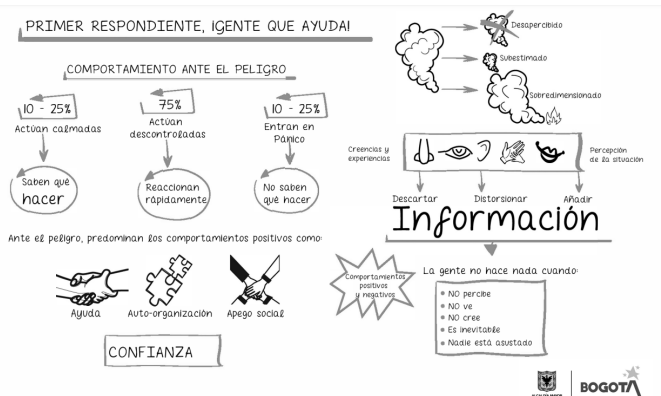 PRIMER RESPONDIENTE, ¡GENTE QUE AYUDA!
COMPORTAMIENTO ANTE EL PELIGRO
10 - 25%
Actúan calmadas
Saben qué
hacer
75%
Actúan
descontroladas
Reaccionan
rápidamente
10 - 25%
Entran en
Pánico
No saben
qué hacer
Ante el peligro, predominan los comportamientos positivos como:
Ayuda
Auto-organización
Apego social
CONFIANZA
Desapercibido
Subestimado
Sobredimensionado
Creencias y
experiencias
Percepción
de la situación
Descartar
Distorsionar
Añadir
Información
Comportamientos
positivos
y negativos
La gente no hace nada cuando:
NO percibe
NO ve
NO cree
Es inevitable
Nadie está asustado
BOGOTÁ